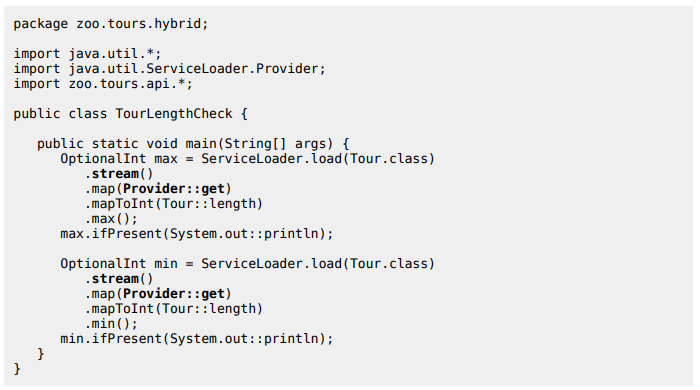 package zoo.tours.hybrid;

import java.util.*;
import java.util.ServiceLoader.Provider;
import zoo.tours.api.*;

public class TourLengthCheck {

   public static void main(String[] args) {
      OptionalInt max = ServiceLoader.load(Tour.class)
         .stream()
         .map(Provider::get)
         .mapToInt(Tour::length)
         .max();
      max.ifPresent(System.out::println);

      OptionalInt min = ServiceLoader.load(Tour.class)
         .stream()
         .map(Provider::get)
         .mapToInt(Tour::length)
         .min();
      min.ifPresent(System.out::println);
   }
}